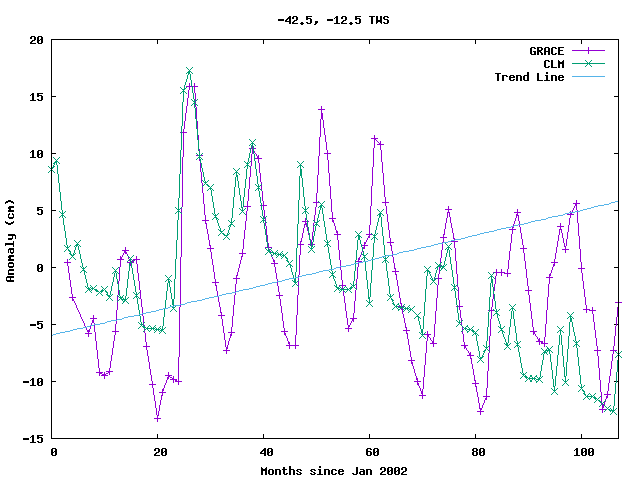 -42.5, -12.5 TWS
GRACE
CLM
Trend Line
20
15
10
5
0
-5
-10
-15
Anomaly (cm)
0 20 40 60 80 100
Months since Jan 2002